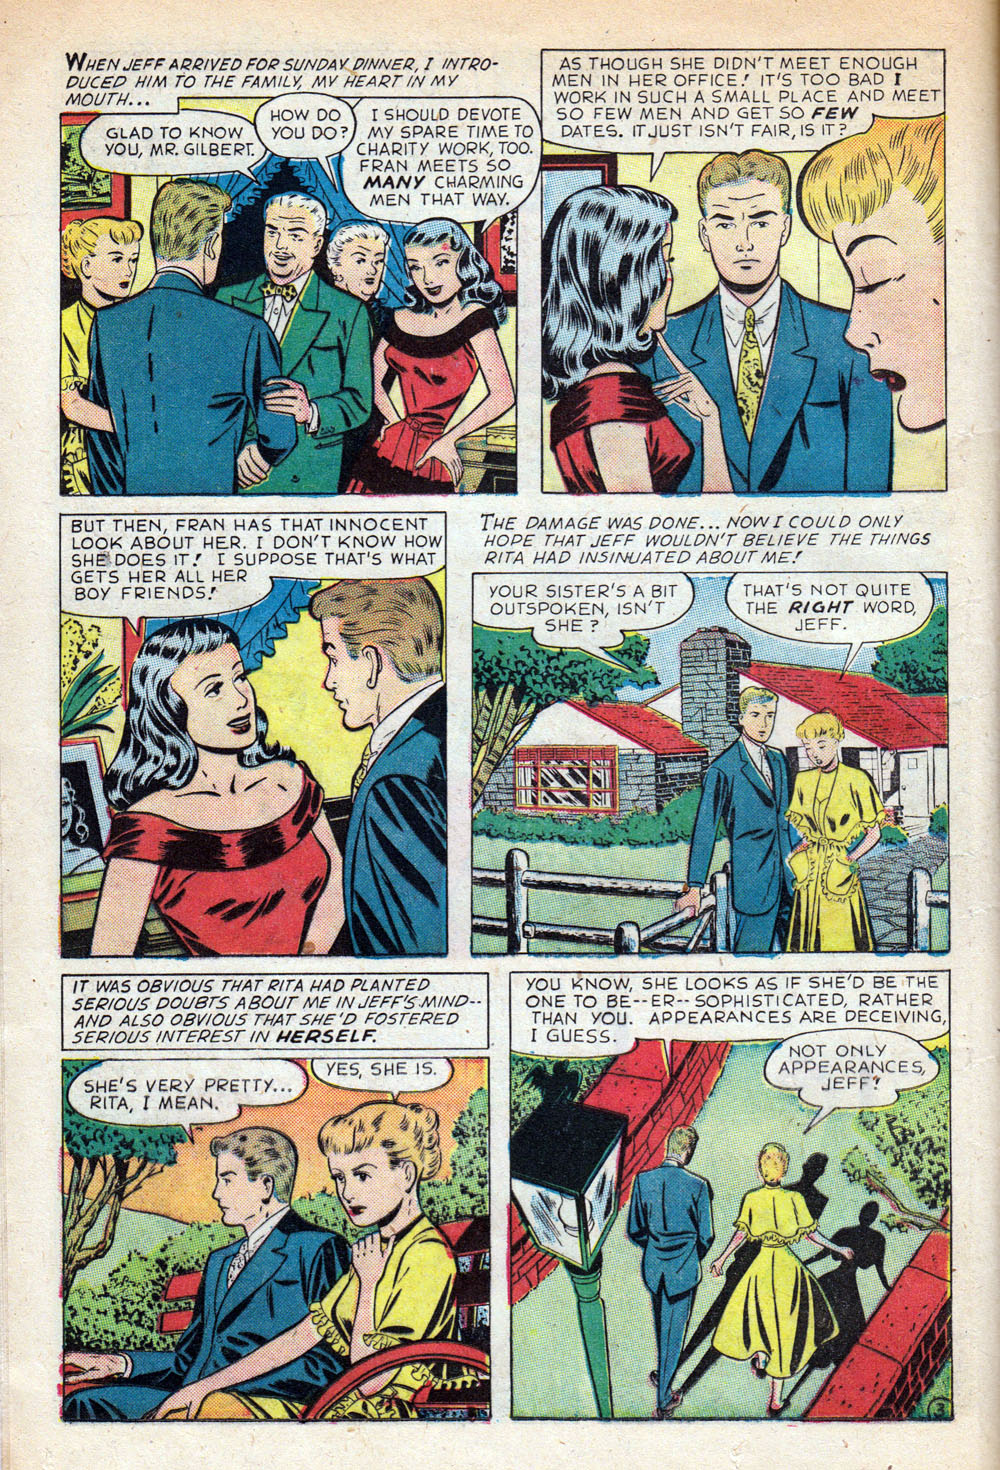 WHEN JEFF ARRIVED FOR SUNDAY DINNER, I INTRO-
DUCED HIM TO THE FAMILY, MY HEART IN MY
MOUTH...
GLAD TO KNOW
YOU, MR. GILBERT.
HOW DO
YOU DO?
I SHOULD DEVOTE
MY SPARE TIME TO
CHARITY WORK, TOO.
FRAN MEETS SO
MANY CHARMING
MEN THAT WAY.
AS THOUGH SHE DIDN'T MEET ENOUGH
MEN IN HER OFFICE! IT'S TOO BAD I
WORK IN SUCH A SMALL PLACE AND MEET
SO FEW MEN AND GET SO FEW
DATES. IT JUST ISN'T FAIR, IS IT?
BUT THEN, FRAN HAS THAT INNOCENT
LOOK ABOUT HER. I DON'T KNOW HOW
SHE DOES IT! I SUPPOSE THAT'S WHAT
GETS HER ALL HER
BOY FRIENDS!
THE DAMAGE WAS DONE... NOW I COULD ONLY
HOPE THAT JEFF WOULDN'T BELIEVE THE THINGS
RITA HAD INSINUATED ABOUT ME!
YOUR SISTER'S A BIT
OUTSPOKEN, ISN'T
SHE?
THAT'S NOT QUITE
THE RIGHT WORD,
JEFF.
IT WAS OBVIOUS THAT RITA HAD PLANTED
SERIOUS DOUBTS ABOUT ME IN JEFF'S MIND--
AND ALSO OBVIOUS THAT SHE'D FOSTERED
SERIOUS INTEREST IN HERSELF.
SHE'S VERY PRETTY...
RITA, I MEAN.
YES, SHE IS.
YOU KNOW, SHE LOOKS AS IF SHE'D BE THE
ONE TO BE--ER--SOPHISTICATED, RATHER
THAN YOU. APPEARANCES ARE DECEIVING,
I GUESS.
NOT ONLY
APPEARANCES,
JEFF!
3